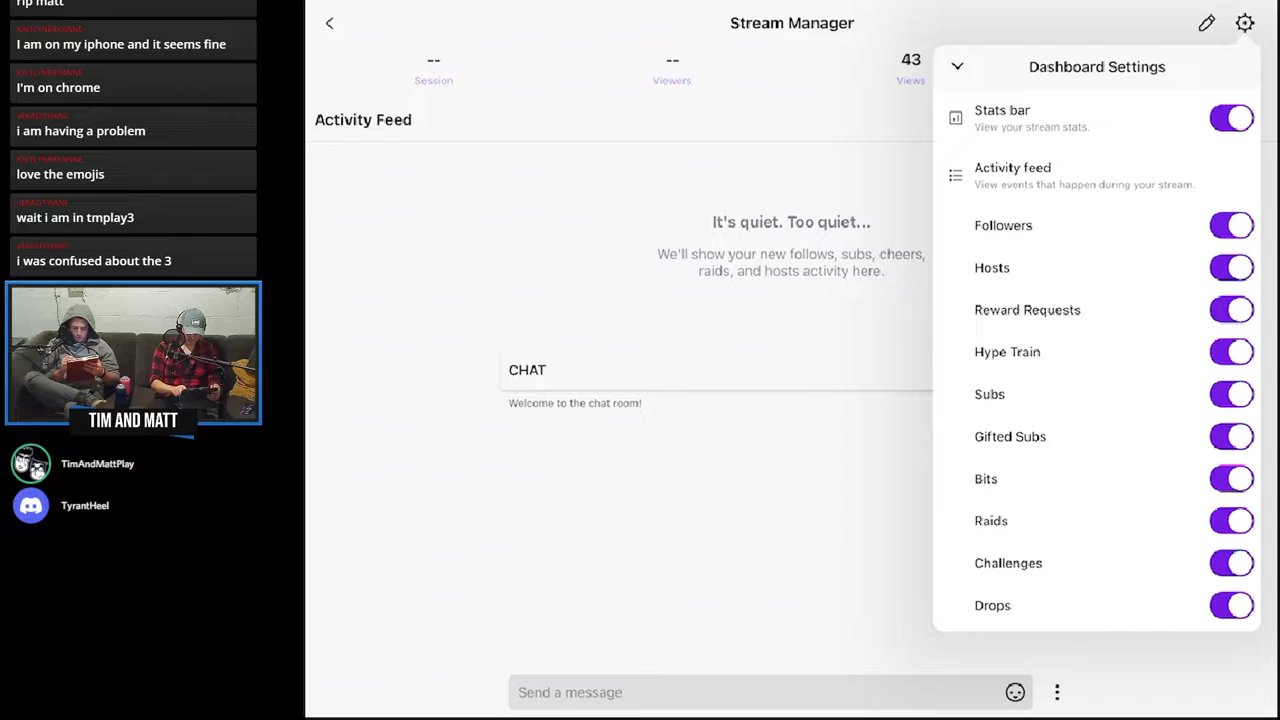 rip matt
KAITLYNBRYANNE
I am on my iphone and it seems fine
KAITLYNBRYANNE
I'm on chrome
i am having a problem
KAITLYNBRYANNE
love the emojis
wait i am in tmplay3
i was confused about the 3
TIM AND MATT
TimAndMattPlay
TyrantHeel
Stream Manager
--
Session
--
Viewers
43
Views
Activity Feed
It's quiet. Too quiet...
We'll show your new follows, subs, cheers,
raids, and hosts activity here.
CHAT
Welcome to the chat room!
Send a message
Dashboard Settings
Stats bar
View your stream stats.
Activity feed
View events that happen during your stream.
Followers
Hosts
Reward Requests
Hype Train
Subs
Gifted Subs
Bits
Raids
Challenges
Drops